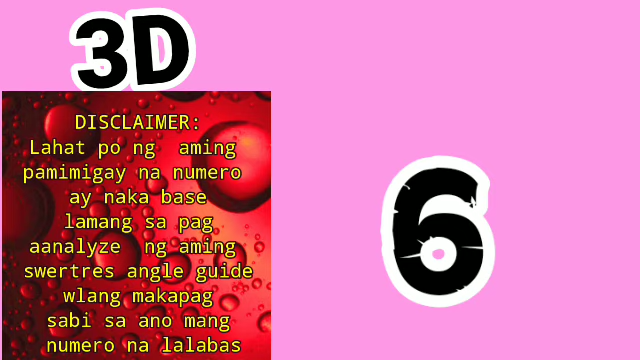 3D
DISCLAIMER:
Lahat po ng aming
pamimigay na numero
ay naka base
lamang sa pag
aanalyze ng aming
swertres angle guide
wlang makapag
sabi sa ano mang
numero na lalabas
6